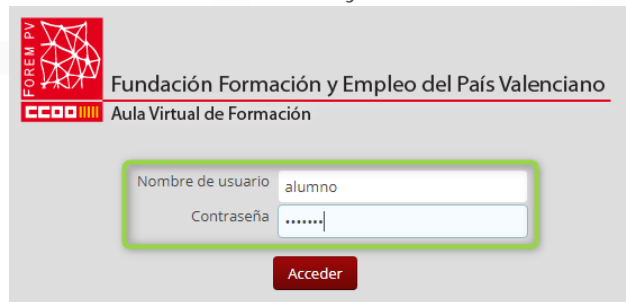 FOREM PV
Fundación Formación y Empleo del País Valenciano
CCOO
Aula Virtual de Formación
Nombre de usuario alumno
Contraseña •••••••
Acceder